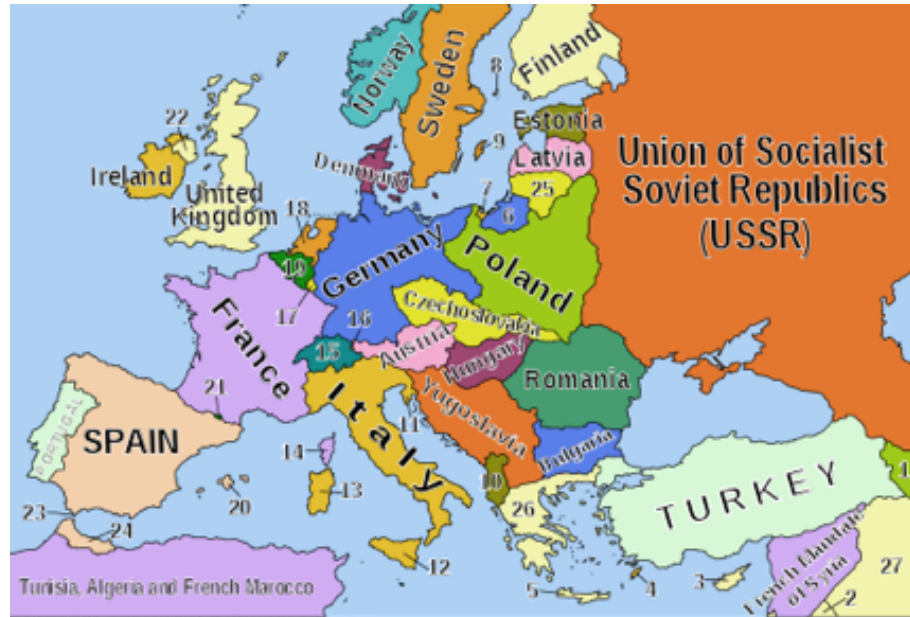 8
Finland
Norway
Sweden
22
Estonia
9
Ireland
Denmark
Latvia
Union of Socialist
Soviet Republics
(USSR)
United
Kingdom
7
25
18
6
19
Germany
Poland
17
16
Czechoslovakia
France
15
Austria
Hungary
Romania
21
Italy
11
Yugoslavia
PORTUGAL
SPAIN
14
Bulgaria
10
1
20
13
26
TURKEY
23
24
12
5
4
3
French Mandate
of Syria
27
2
Tunisia, Algeria and French Marocco